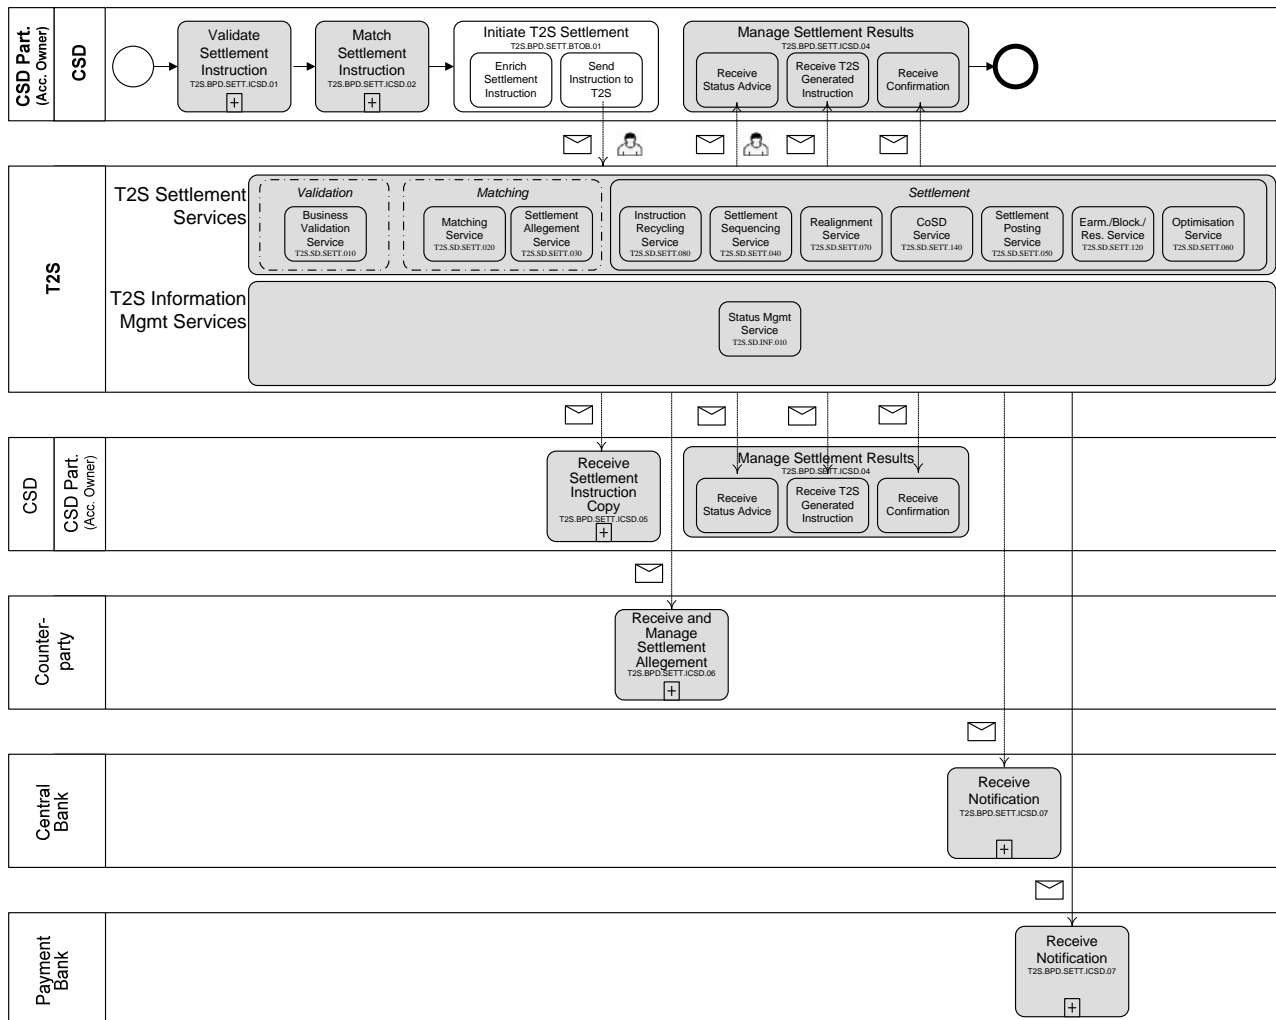 CSD Part.
(Acc. Owner)
CSD
Validate
Settlement
Instruction
T2S.BPD.SETT.ICSD.01
+
Match
Settlement
Instruction
T2S.BPD.SETT.ICSD.02
+
Initiate T2S Settlement
T2S.BPD.SETT.BTOB.01
Enrich
Settlement
Instruction
Send
Instruction to
T2S
Manage Settlement Results
T2S.BPD.SETT.ICSD.04
Receive
Status Advice
Receive T2S
Generated
Instruction
Receive
Confirmation
T2S
T2S Settlement
Services
Validation
Business
Validation
Service
T2S.SD.SETT.010
Matching
Matching
Service
T2S.SD.SETT.020
Settlement
Allegement
Service
T2S.SD.SETT.030
Settlement
Instruction
Recycling
Service
T2S.SD.SETT.080
Settlement
Sequencing
Service
T2S.SD.SETT.040
Realignment
Service
T2S.SD.SETT.070
CoSD
Service
T2S.SD.SETT.140
Settlement
Posting
Service
T2S.SD.SETT.050
Earm./Block./
Res. Service
T2S.SD.SETT.120
Optimisation
Service
T2S.SD.SETT.060
T2S Information
Mgmt Services
Status Mgmt
Service
T2S.SD.INF.010
CSD
CSD Part.
(Acc. Owner)
Receive
Settlement
Instruction
Copy
T2S.BPD.SETT.ICSD.05
+
Manage Settlement Results
T2S.BPD.SETT.ICSD.04
Receive
Status Advice
Receive T2S
Generated
Instruction
Receive
Confirmation
Counter-
party
Receive and
Manage
Settlement
Allegement
T2S.BPD.SETT.ICSD.06
+
Central
Bank
Receive
Notification
T2S.BPD.SETT.ICSD.07
+
Payment
Bank
Receive
Notification
T2S.BPD.SETT.ICSD.07
+